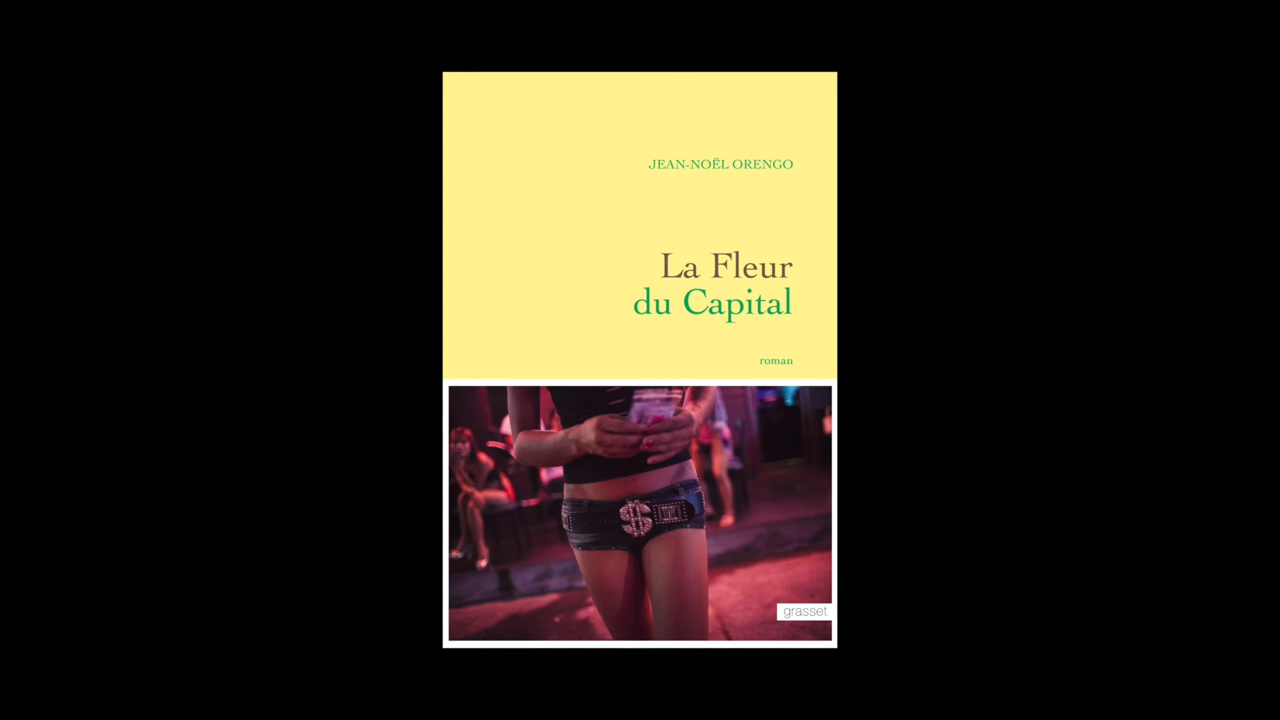 JEAN-NOËL ORENGO
La Fleur
du Capital
roman
$
grasset